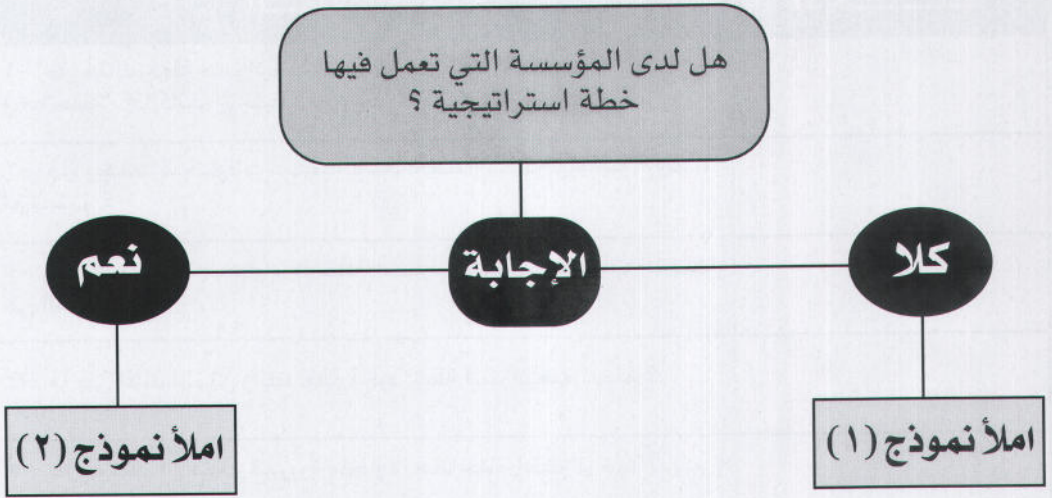 هل لدى المؤسسة التي تعمل فيها
خطة استراتيجية ؟
كلا
الإجابة
نعم
املأ نموذج (١)
املأ نموذج (٢)